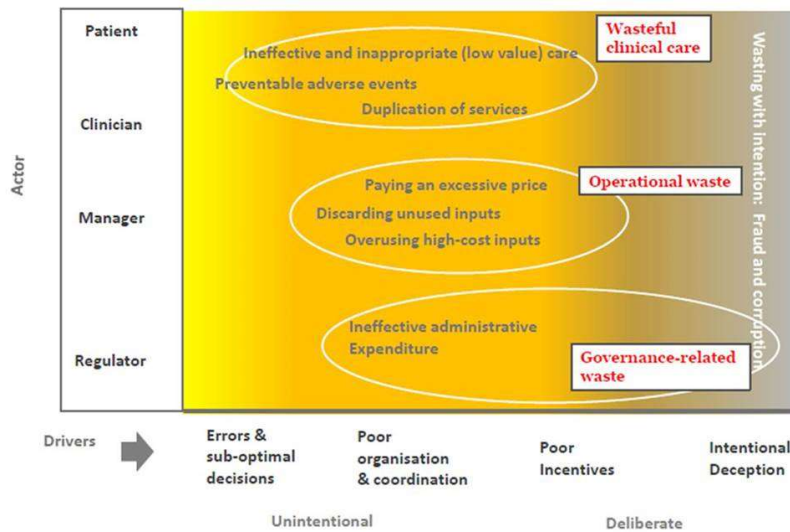 Patient
Clinician
Manager
Regulator
Actor
Ineffective and inappropriate (low value) care
Preventable adverse events
Duplication of services
Wasteful
clinical care
Paying an excessive price
Discarding unused inputs
Overusing high-cost inputs
Operational waste
Ineffective administrative
Expenditure
Governance-related
waste
Wasting with intention: Fraud and corruption
Drivers
Errors &
sub-optimal
decisions
Poor
organisation
& coordination
Poor
Incentives
Intentional
Deception
Unintentional
Deliberate